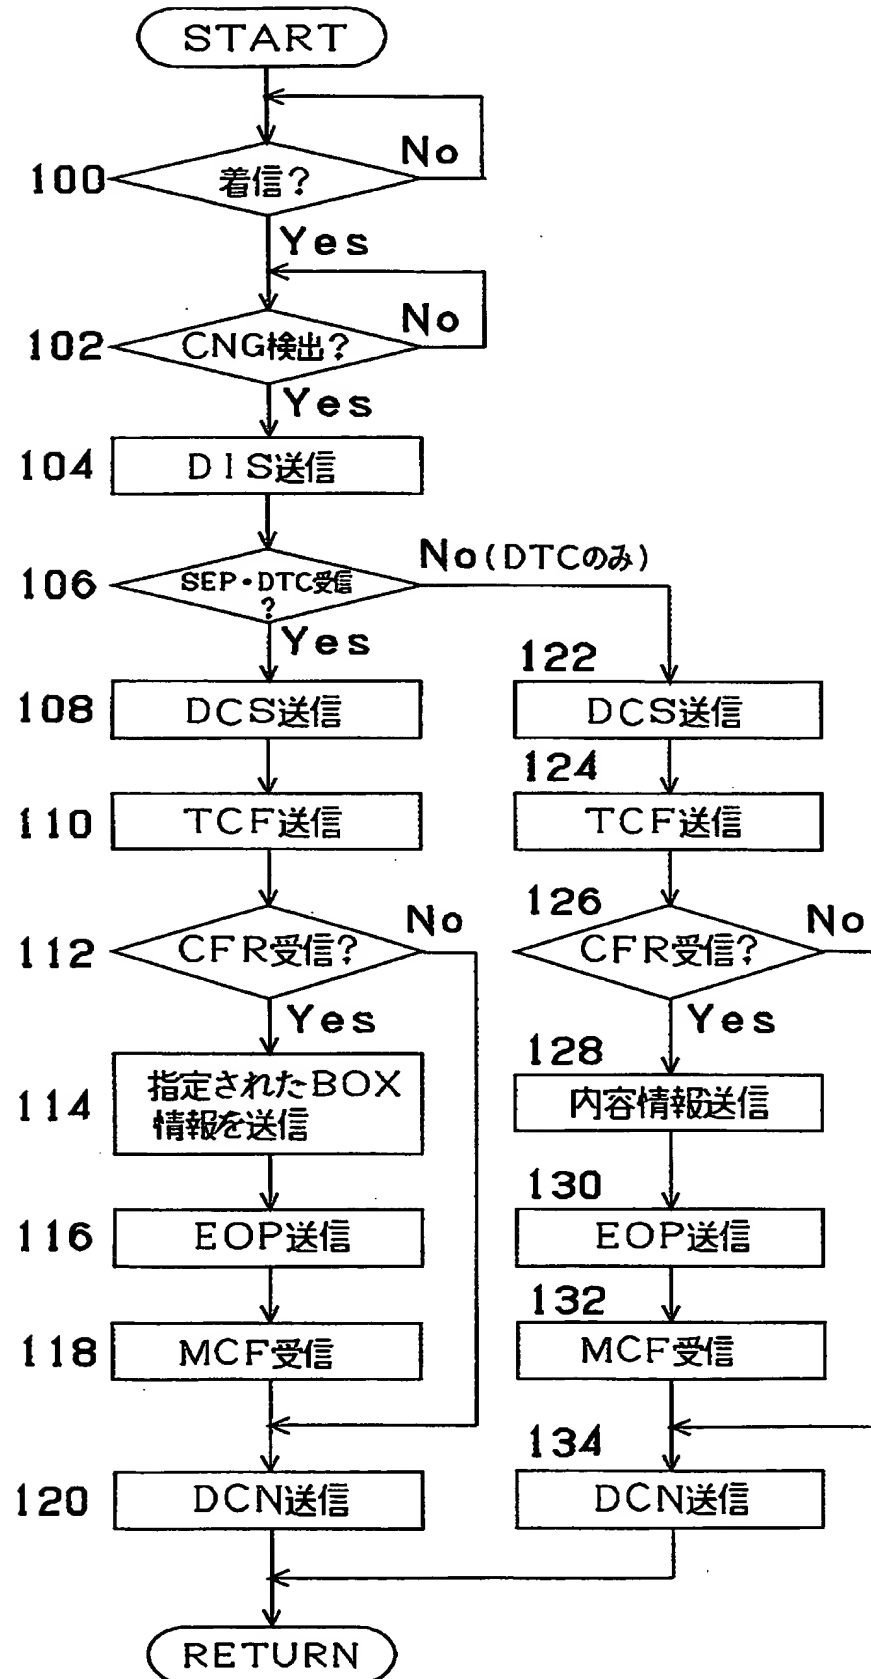 START
No
100
着信?
Yes
No
102
CNG検出?
Yes
104
DIS送信
No(DTCのみ)
106
SEP・DTC受信
?
Yes
108
DCS送信
110
TCF送信
No
112
CFR受信?
Yes
114
指定されたBOX
情報を送信
116
EOP送信
118
MCF受信
120
DCN送信
122
DCS送信
124
TCF送信
126
No
CFR受信?
Yes
128
内容情報送信
130
EOP送信
132
MCF受信
134
DCN送信
RETURN